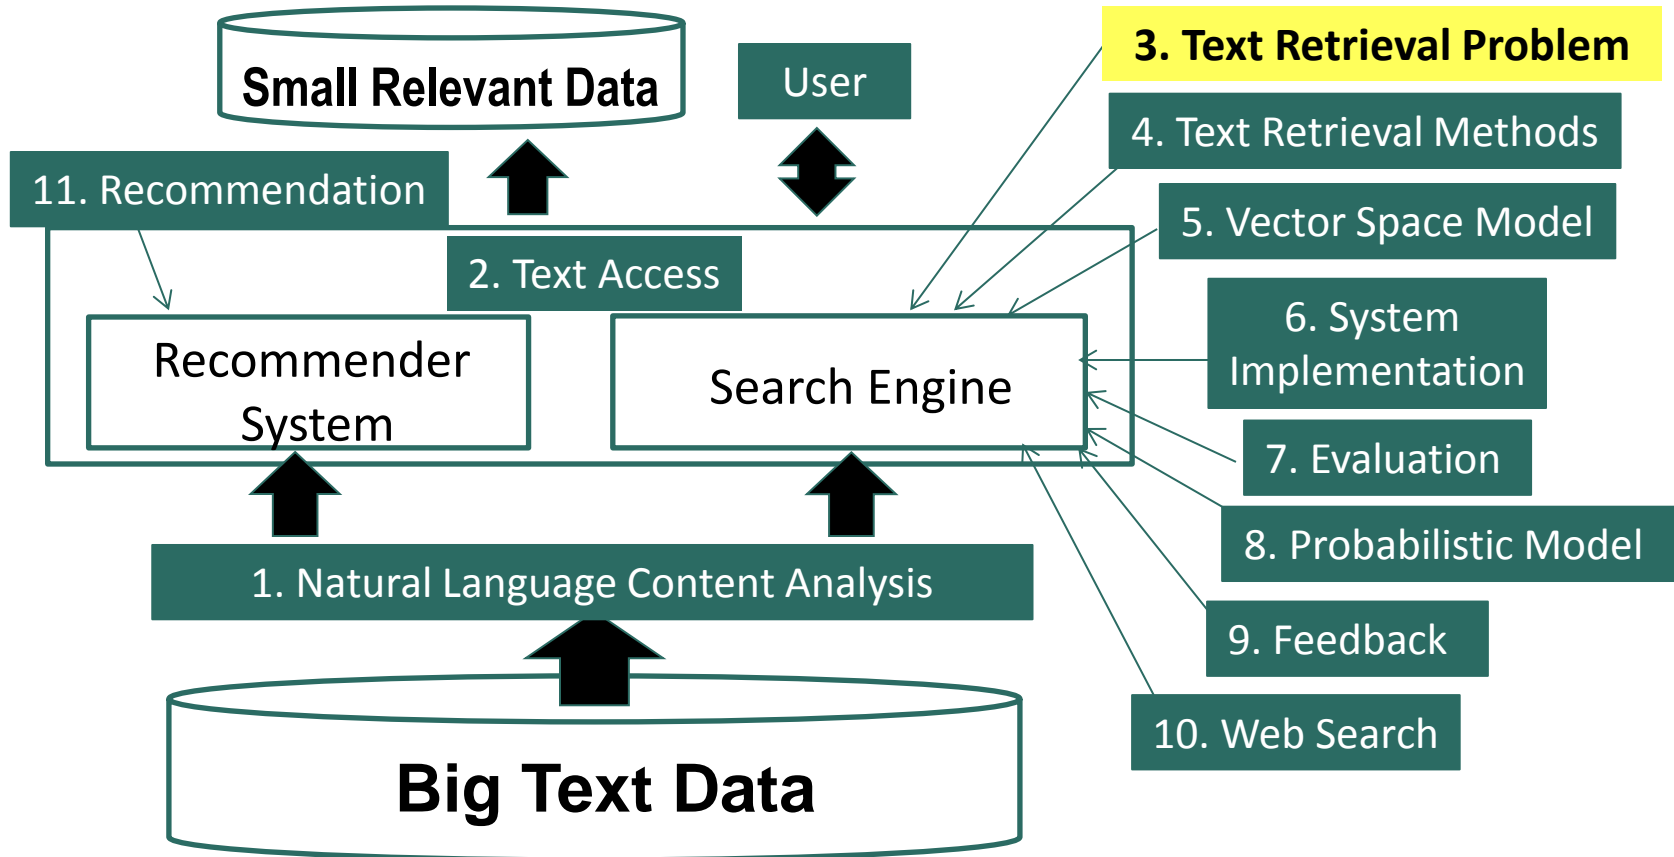 Small Relevant Data
User
3. Text Retrieval Problem
4. Text Retrieval Methods
11. Recommendation
5. Vector Space Model
2. Text Access
6. System
Implementation
Recommender
System
Search Engine
7. Evaluation
8. Probabilistic Model
1. Natural Language Content Analysis
9. Feedback
10. Web Search
Big Text Data